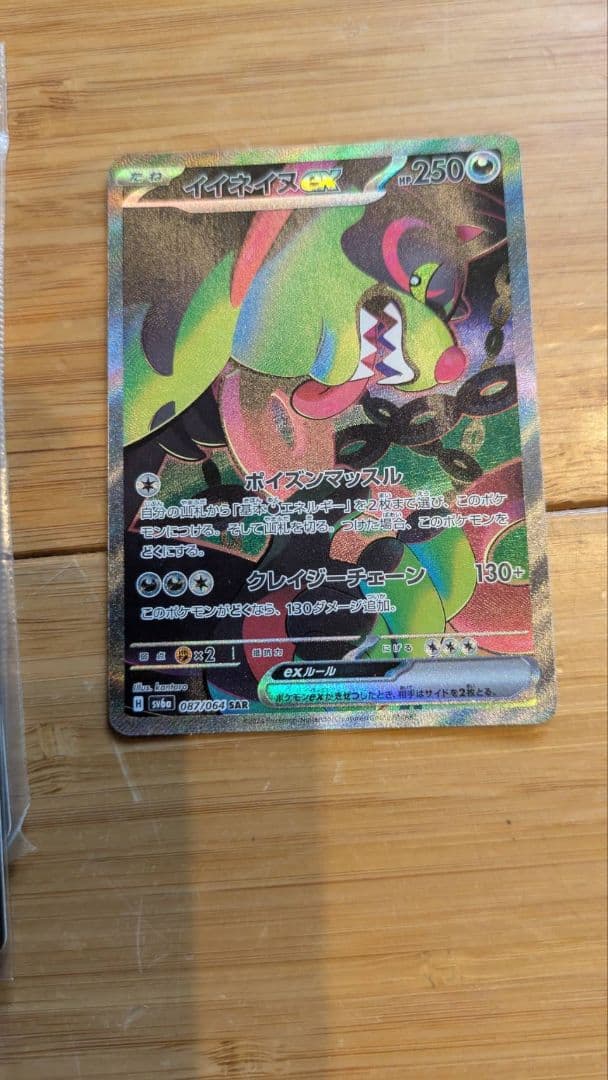 たね イイネイヌex HP250
ポイズンマッスル
自分の山札から「基本エネルギー」を2枚まで選び、このポケ
モンにつける。そして山札を切る。つけた場合、このポケモンを
どくにする。
クレイジーチェーン 130+
このポケモンがどくなら、130ダメージ追加。
弱点 ×2 抵抗力 にげる
exルール
ポケモンexがきぜつしたとき、相手はサイドを2枚とる。
illus. kantaro
H sv6a 087/064 SAR
©2024 Pokémon/Nintendo/Creatures/GAME FREAK.